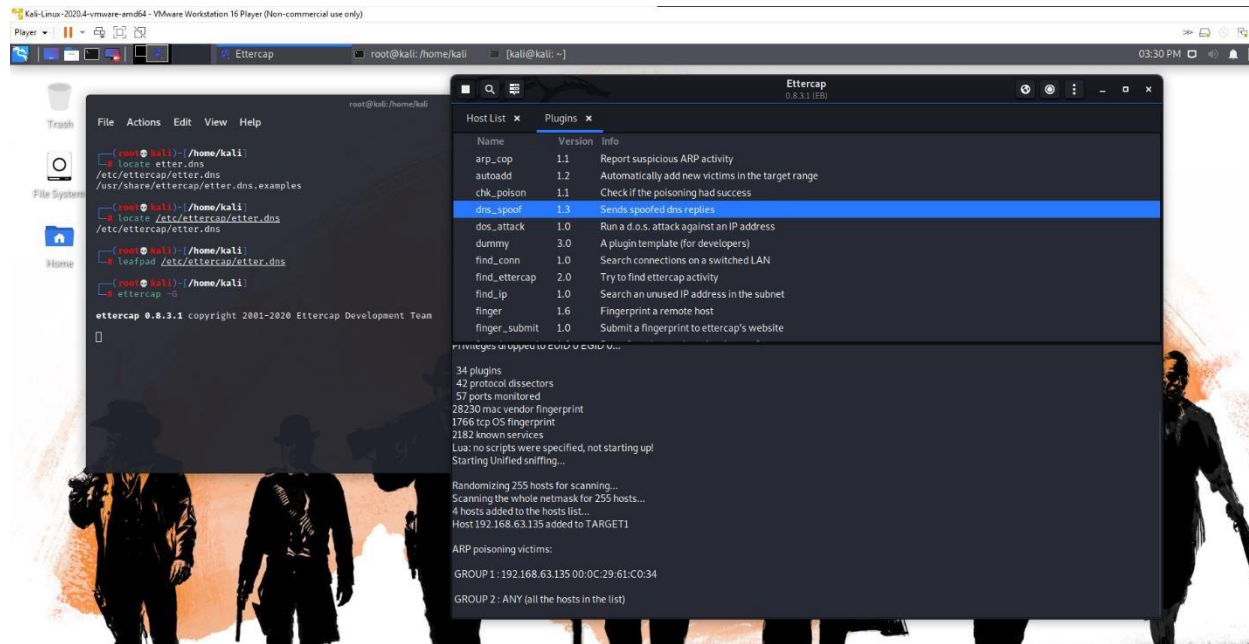 Kali-Linux-2020.4-vmware-amd64 - VMware Workstation 16 Player (Non-commercial use only)
Player
Ettercap
root@kali: /home/kali
[kali@kali: ~]
03:30 PM
Trash
File System
Home
root@kali: /home/kali
File Actions Edit View Help
(root💀kali)-[/home/kali]
# locate etter.dns
/etc/ettercap/etter.dns
/usr/share/ettercap/etter.dns.examples
(root💀kali)-[/home/kali]
# locate /etc/ettercap/etter.dns
/etc/ettercap/etter.dns
(root💀kali)-[/home/kali]
# leafpad /etc/ettercap/etter.dns
(root💀kali)-[/home/kali]
# ettercap -G
ettercap 0.8.3.1 copyright 2001-2020 Ettercap Development Team
Ettercap
0.8.3.1 (EB)
Host List × Plugins ×
Name Version Info
arp_cop 1.1 Report suspicious ARP activity
autoadd 1.2 Automatically add new victims in the target range
chk_poison 1.1 Check if the poisoning had success
dns_spoof 1.3 Sends spoofed dns replies
dos_attack 1.0 Run a d.o.s. attack against an IP address
dummy 3.0 A plugin template (for developers)
find_conn 1.0 Search connections on a switched LAN
find_ettercap 2.0 Try to find ettercap activity
find_ip 1.0 Search an unused IP address in the subnet
finger 1.6 Fingerprint a remote host
finger_submit 1.0 Submit a fingerprint to ettercap's website
Privileges dropped to EUID 0 EGID 0...
34 plugins
42 protocol dissectors
57 ports monitored
28230 mac vendor fingerprint
1766 tcp OS fingerprint
2182 known services
Lua: no scripts were specified, not starting up!
Starting Unified sniffing...
Randomizing 255 hosts for scanning...
Scanning the whole netmask for 255 hosts...
4 hosts added to the hosts list...
Host 192.168.63.135 added to TARGET1
ARP poisoning victims:
GROUP 1 : 192.168.63.135 00:0C:29:61:C0:34
GROUP 2 : ANY (all the hosts in the list)